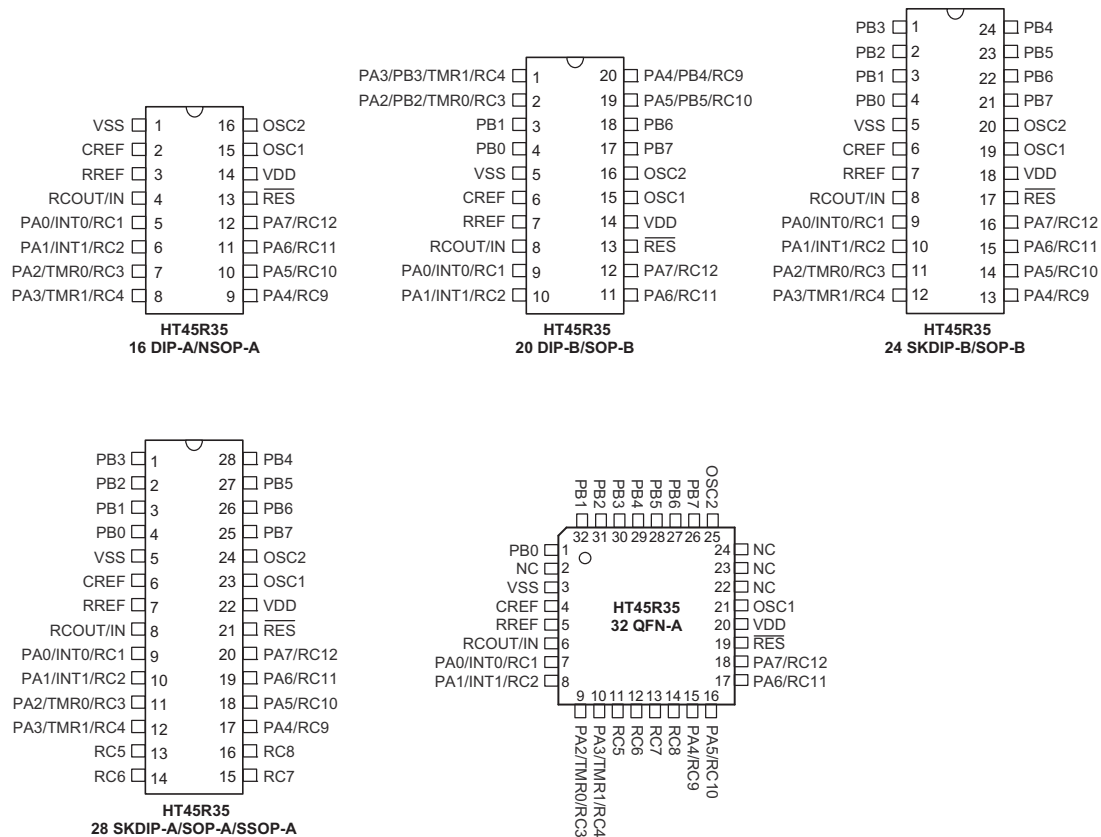 VSS 1 16 OSC2
CREF 2 15 OSC1
RREF 3 14 VDD
RCOUT/IN 4 13 RES
PA0/INT0/RC1 5 12 PA7/RC12
PA1/INT1/RC2 6 11 PA6/RC11
PA2/TMR0/RC3 7 10 PA5/RC10
PA3/TMR1/RC4 8 9 PA4/RC9
HT45R35
16 DIP-A/NSOP-A
PA3/PB3/TMR1/RC4 1 20 PA4/PB4/RC9
PA2/PB2/TMR0/RC3 2 19 PA5/PB5/RC10
PB1 3 18 PB6
PB0 4 17 PB7
VSS 5 16 OSC2
CREF 6 15 OSC1
RREF 7 14 VDD
RCOUT/IN 8 13 RES
PA0/INT0/RC1 9 12 PA7/RC12
PA1/INT1/RC2 10 11 PA6/RC11
HT45R35
20 DIP-B/SOP-B
PB3 1 24 PB4
PB2 2 23 PB5
PB1 3 22 PB6
PB0 4 21 PB7
VSS 5 20 OSC2
CREF 6 19 OSC1
RREF 7 18 VDD
RCOUT/IN 8 17 RES
PA0/INT0/RC1 9 16 PA7/RC12
PA1/INT1/RC2 10 15 PA6/RC11
PA2/TMR0/RC3 11 14 PA5/RC10
PA3/TMR1/RC4 12 13 PA4/RC9
HT45R35
24 SKDIP-B/SOP-B
PB3 1 28 PB4
PB2 2 27 PB5
PB1 3 26 PB6
PB0 4 25 PB7
VSS 5 24 OSC2
CREF 6 23 OSC1
RREF 7 22 VDD
RCOUT/IN 8 21 RES
PA0/INT0/RC1 9 20 PA7/RC12
PA1/INT1/RC2 10 19 PA6/RC11
PA2/TMR0/RC3 11 18 PA5/RC10
PA3/TMR1/RC4 12 17 PA4/RC9
RC5 13 16 RC8
RC6 14 15 RC7
HT45R35
28 SKDIP-A/SOP-A/SSOP-A
PB1 PB2 PB3 PB4 PB5 PB6 PB7 OSC2
32 31 30 29 28 27 26 25
PB0 1 24 NC
NC 2 23 NC
VSS 3 22 NC
CREF 4 21 OSC1
RREF 5 20 VDD
RCOUT/IN 6 19 RES
PA0/INT0/RC1 7 18 PA7/RC12
PA1/INT1/RC2 8 17 PA6/RC11
HT45R35
32 QFN-A
9 10 11 12 13 14 15 16
PA2/TMR0/RC3 PA3/TMR1/RC4 RC5 RC6 RC7 RC8 PA4/RC9 PA5/RC10